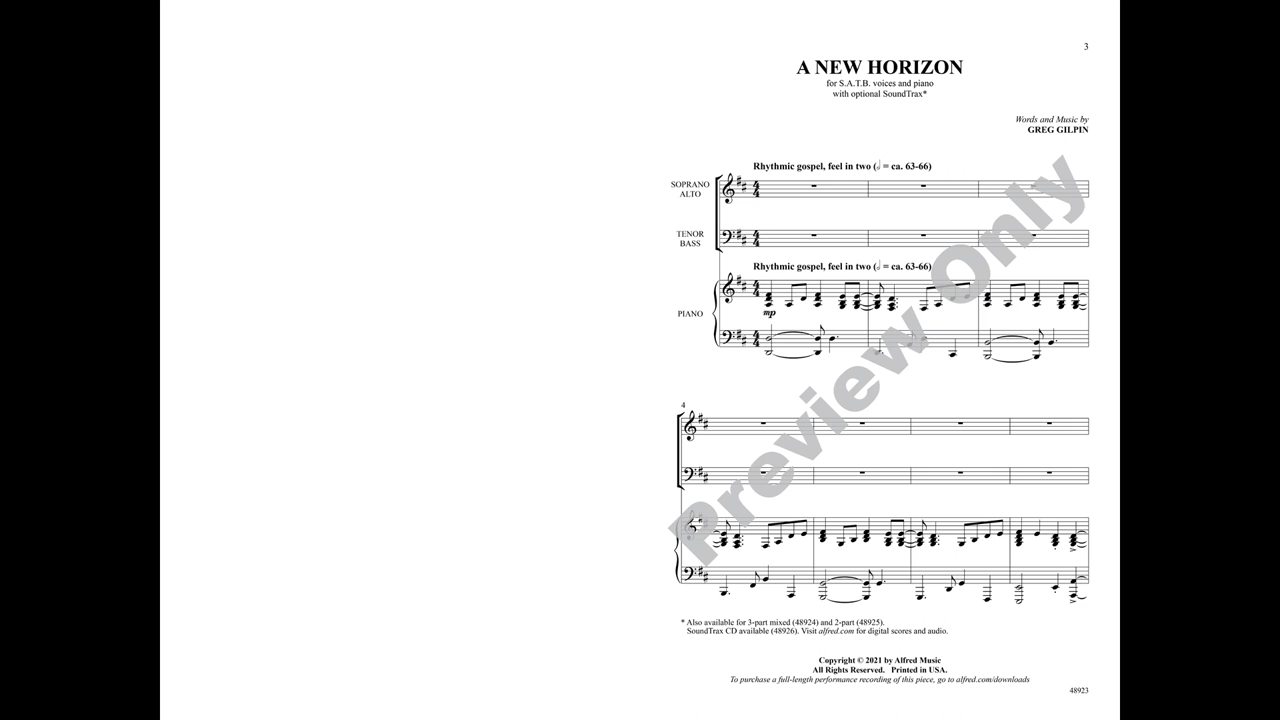 3
A NEW HORIZON
for S.A.T.B. voices and piano
with optional SoundTrax*
Words and Music by
GREG GILPIN
Rhythmic gospel, feel in two (𝅗𝅥 = ca. 63-66)
SOPRANO
ALTO
TENOR
BASS
Rhythmic gospel, feel in two (𝅗𝅥 = ca. 63-66)
PIANO
mp
4
Preview Only
* Also available for 3-part mixed (48924) and 2-part (48925).
SoundTrax CD available (48926). Visit alfred.com for digital scores and audio.
Copyright © 2021 by Alfred Music
All Rights Reserved. Printed in USA.
To purchase a full-length performance recording of this piece, go to alfred.com/downloads
48923